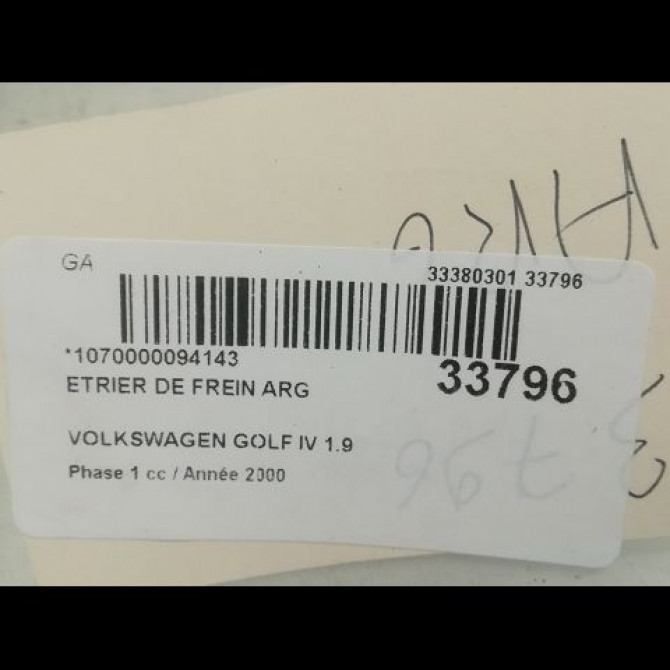 GA
33380301 33796
*1070000094143
33796
ETRIER DE FREIN ARG
VOLKSWAGEN GOLF IV 1.9
Phase 1 cc / Année 2000
796